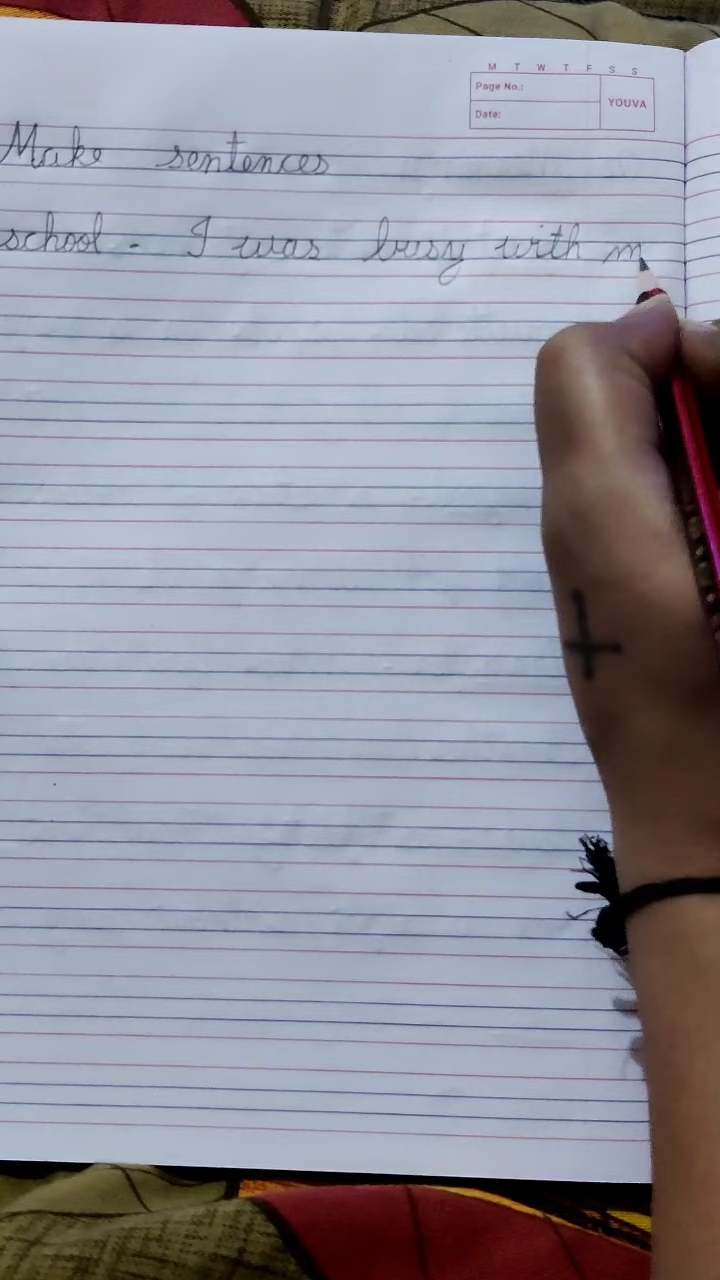 M T W T F S S
Page No.:
YOUVA
Date:
Make sentences
school - I was busy with m